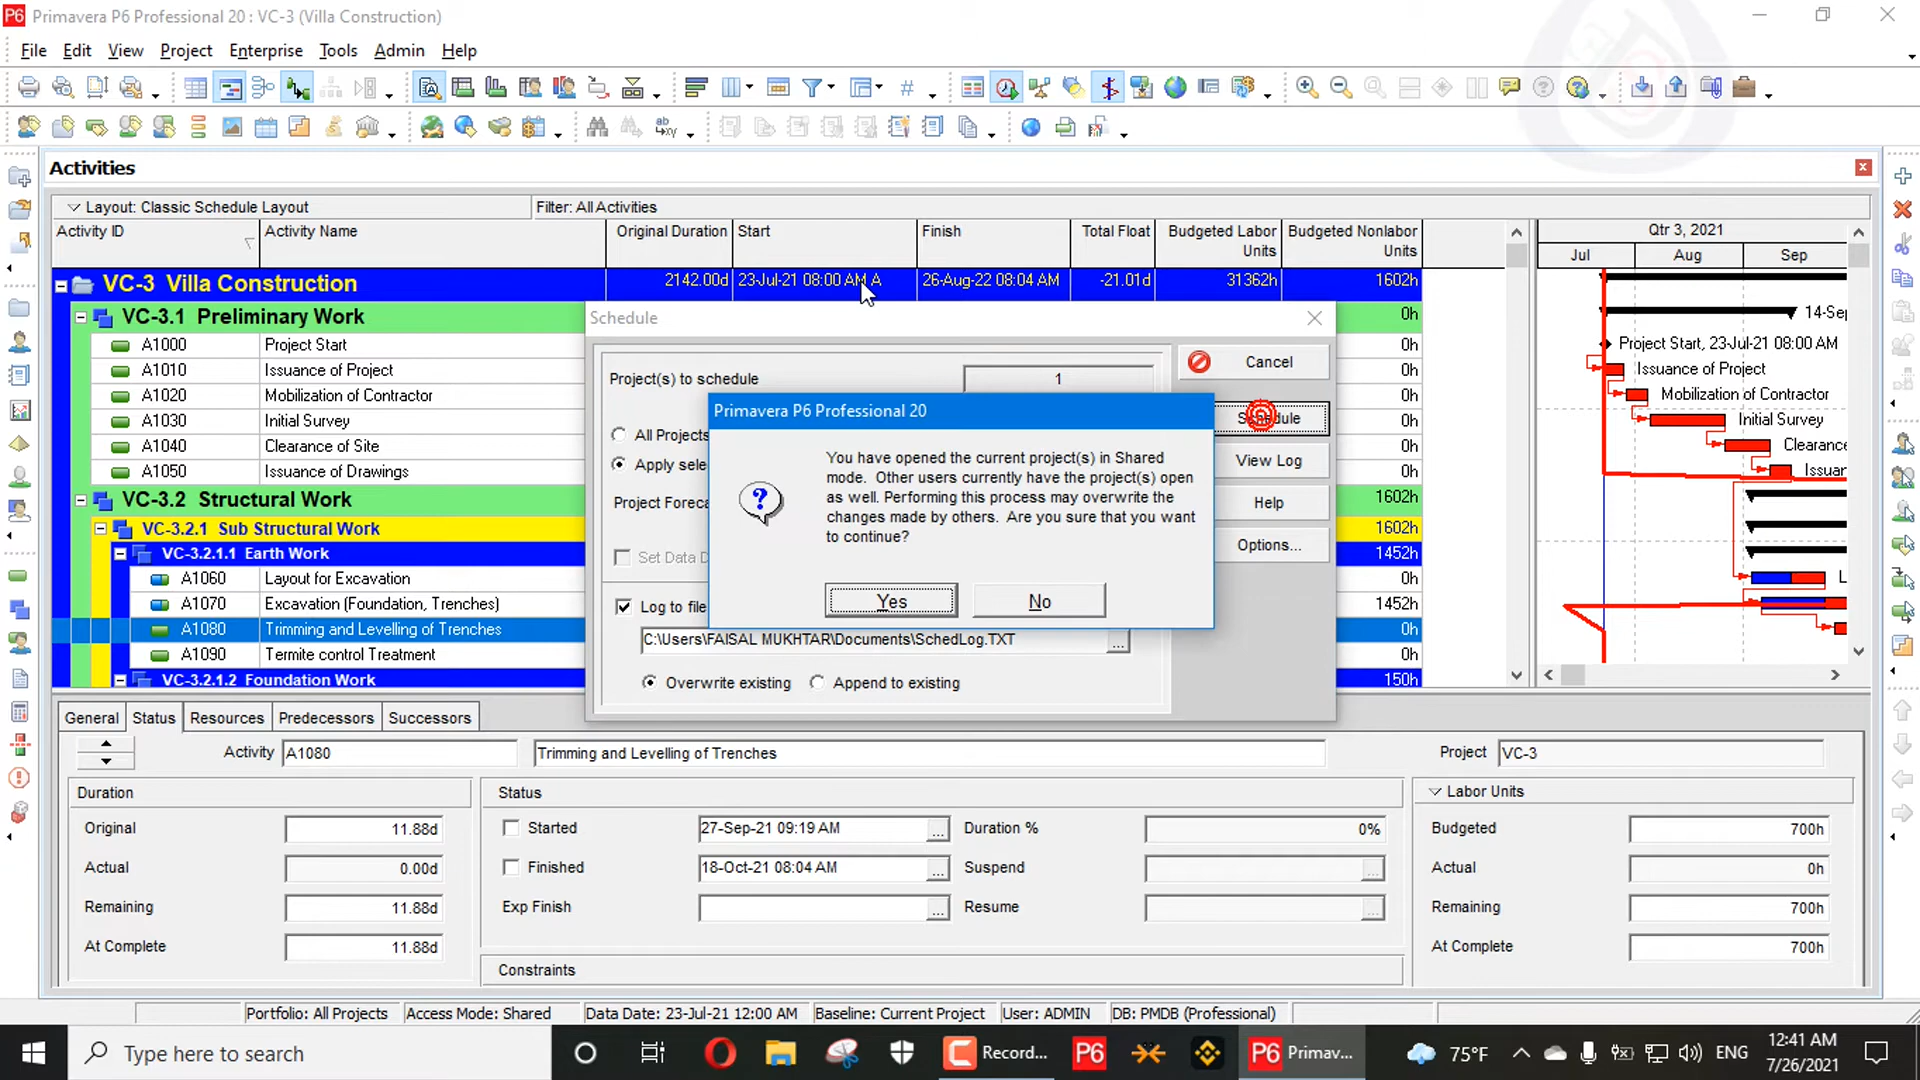 Primavera P6 Professional 20 : VC-3 (Villa Construction)
File Edit View Project Enterprise Tools Admin Help
Activities
Layout: Classic Schedule Layout Filter: All Activities
Activity ID Activity Name Original Duration Start Finish Total Float Budgeted Labor Units Budgeted Nonlabor Units Qtr 3, 2021
Jul Aug Sep
VC-3 Villa Construction 2142.00d 23-Jul-21 08:00 AM A 26-Aug-22 08:04 AM -21.01d 31362h 1602h
VC-3.1 Preliminary Work 0h 14-Se
A1000 Project Start 0h Project Start, 23-Jul-21 08:00 AM
A1010 Issuance of Project 0h Issuance of Project
A1020 Mobilization of Contractor 0h Mobilization of Contractor
A1030 Initial Survey 0h Initial Survey
A1040 Clearance of Site 0h Clearance
A1050 Issuance of Drawings 0h Issuan
VC-3.2 Structural Work 1602h
VC-3.2.1 Sub Structural Work 1602h
VC-3.2.1.1 Earth Work 1452h
A1060 Layout for Excavation 0h L
A1070 Excavation (Foundation, Trenches) 1452h
A1080 Trimming and Levelling of Trenches 0h
A1090 Termite control Treatment 0h
VC-3.2.1.2 Foundation Work 150h
Schedule
Project(s) to schedule 1
Cancel
All Projects
Schedule
Apply sele
View Log
Project Foreca
Help
Set Data D
Options...
Log to file
C:\Users\FAISAL MUKHTAR\Documents\SchedLog.TXT ...
Overwrite existing Append to existing
Primavera P6 Professional 20
You have opened the current project(s) in Shared
mode. Other users currently have the project(s) open
as well. Performing this process may overwrite the
changes made by others. Are you sure that you want
to continue?
Yes No
General Status Resources Predecessors Successors
Activity A1080 Trimming and Levelling of Trenches Project VC-3
Duration Status Labor Units
Original 11.88d Started 27-Sep-21 09:19 AM ... Duration % 0% Budgeted 700h
Actual 0.00d Finished 18-Oct-21 08:04 AM ... Suspend ... Actual 0h
Remaining 11.88d Exp Finish ... Resume ... Remaining 700h
At Complete 11.88d At Complete 700h
Constraints
Portfolio: All Projects Access Mode: Shared Data Date: 23-Jul-21 12:00 AM Baseline: Current Project User: ADMIN DB: PMDB (Professional)
Type here to search Record... P6 P6 Primav... 75°F ENG 12:41 AM
7/26/2021